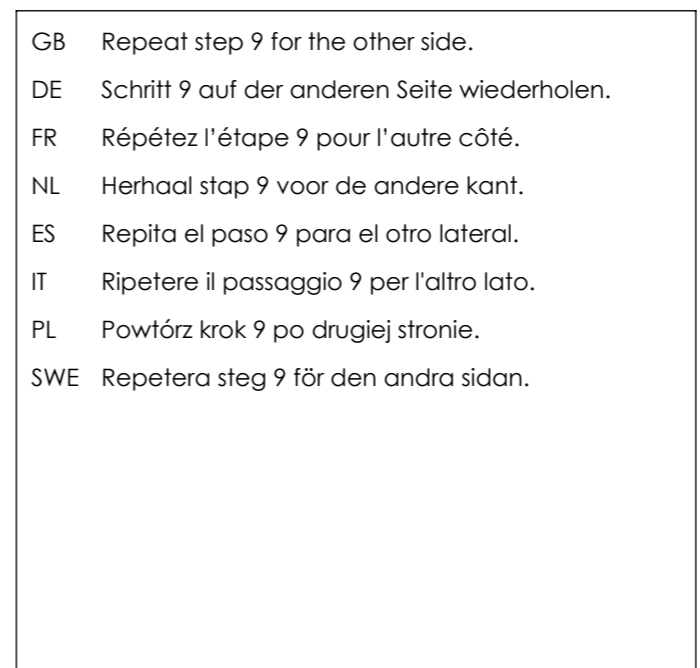 GB Repeat step 9 for the other side.
DE Schritt 9 auf der anderen Seite wiederholen.
FR Répétez l’étape 9 pour l’autre côté.
NL Herhaal stap 9 voor de andere kant.
ES Repita el paso 9 para el otro lateral.
IT Ripetere il passaggio 9 per l'altro lato.
PL Powtórz krok 9 po drugiej stronie.
SWE Repetera steg 9 för den andra sidan.